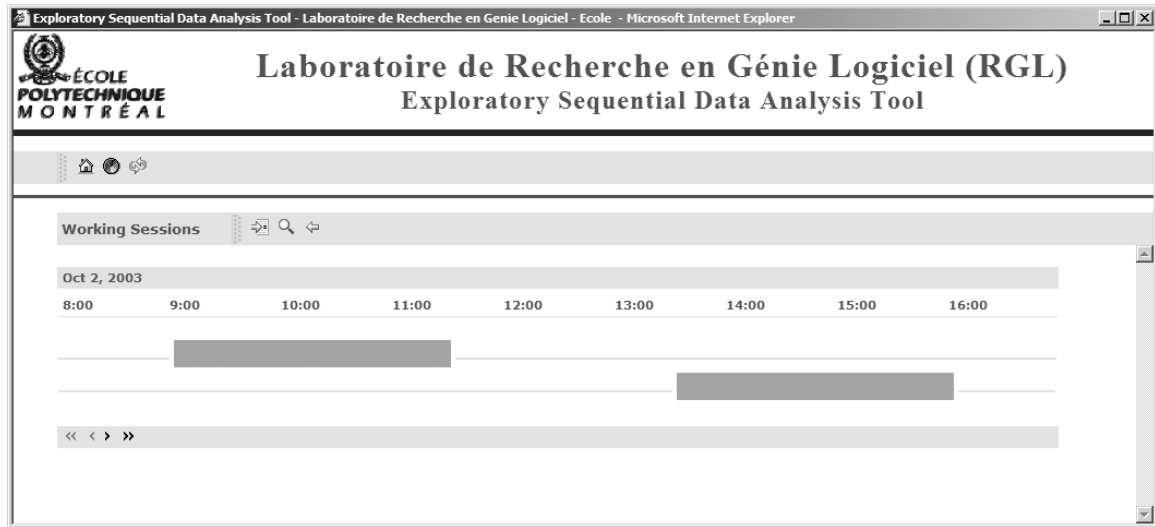 Exploratory Sequential Data Analysis Tool - Laboratoire de Recherche en Genie Logiciel - Ecole - Microsoft Internet Explorer
ÉCOLE
POLYTECHNIQUE
MONTRÉAL
Laboratoire de Recherche en Génie Logiciel (RGL)
Exploratory Sequential Data Analysis Tool
Working Sessions
Oct 2, 2003
8:00 9:00 10:00 11:00 12:00 13:00 14:00 15:00 16:00